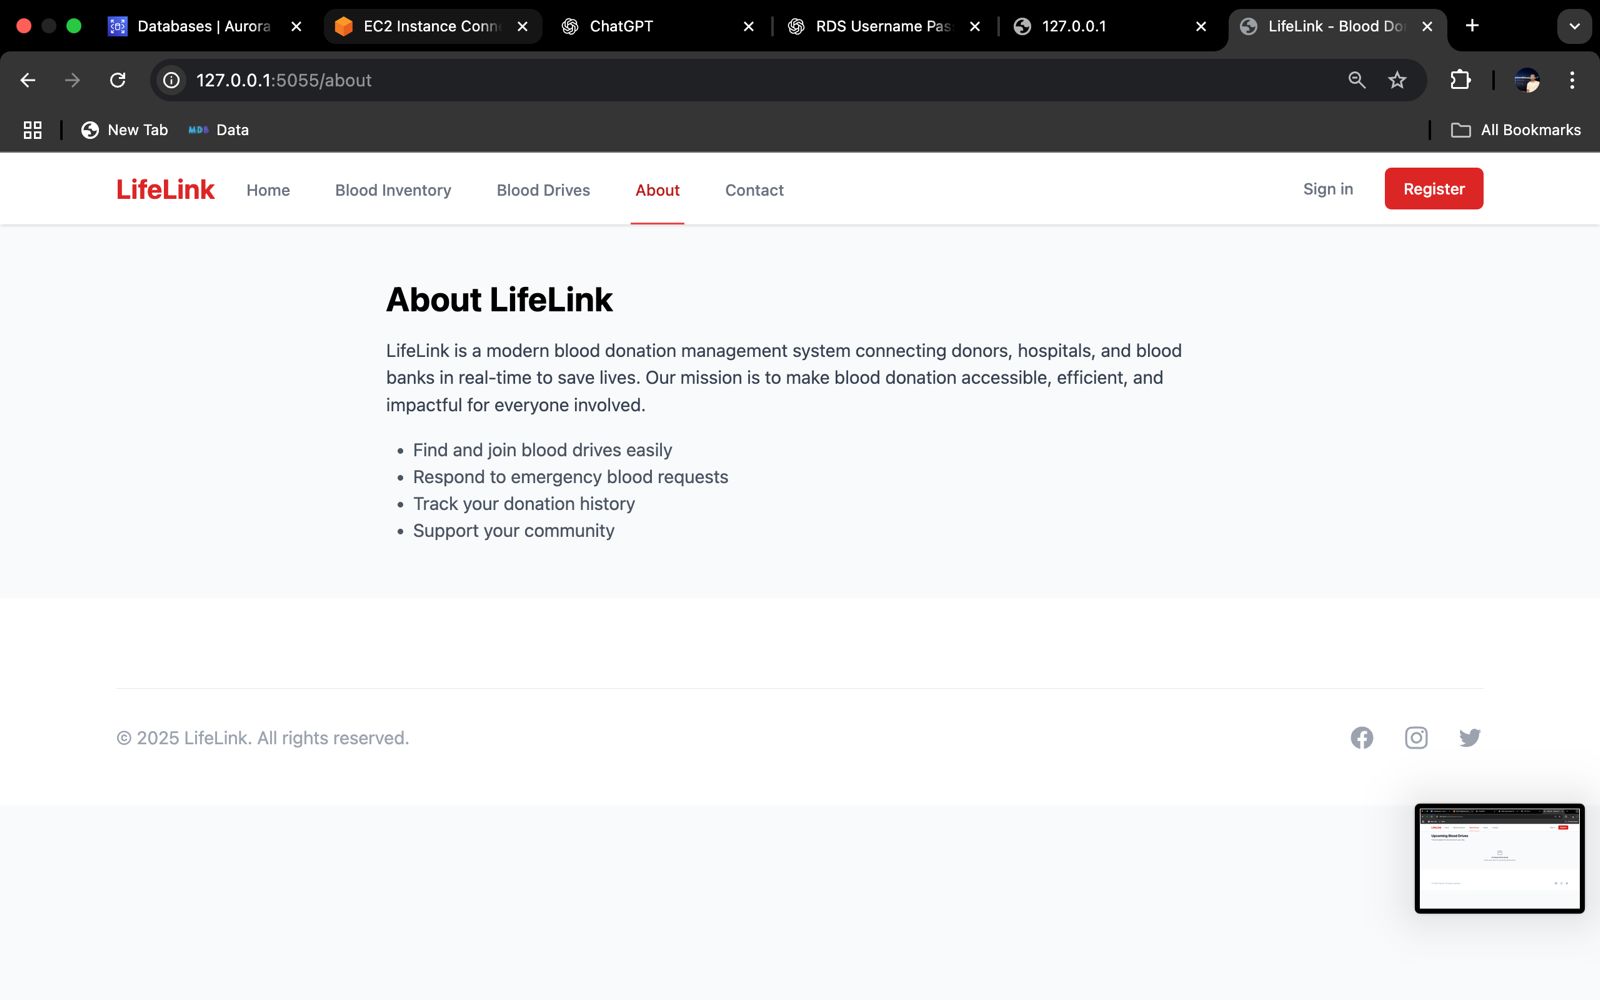 Databases | Aurora
EC2 Instance Conn
ChatGPT
RDS Username Pas
127.0.0.1
LifeLink - Blood Do
127.0.0.1:5055/about
New Tab
MDB Data
All Bookmarks
LifeLink
Home
Blood Inventory
Blood Drives
About
Contact
Sign in
Register
About LifeLink
LifeLink is a modern blood donation management system connecting donors, hospitals, and blood
banks in real-time to save lives. Our mission is to make blood donation accessible, efficient, and
impactful for everyone involved.
• Find and join blood drives easily
• Respond to emergency blood requests
• Track your donation history
• Support your community
© 2025 LifeLink. All rights reserved.
Upcoming Blood Drives